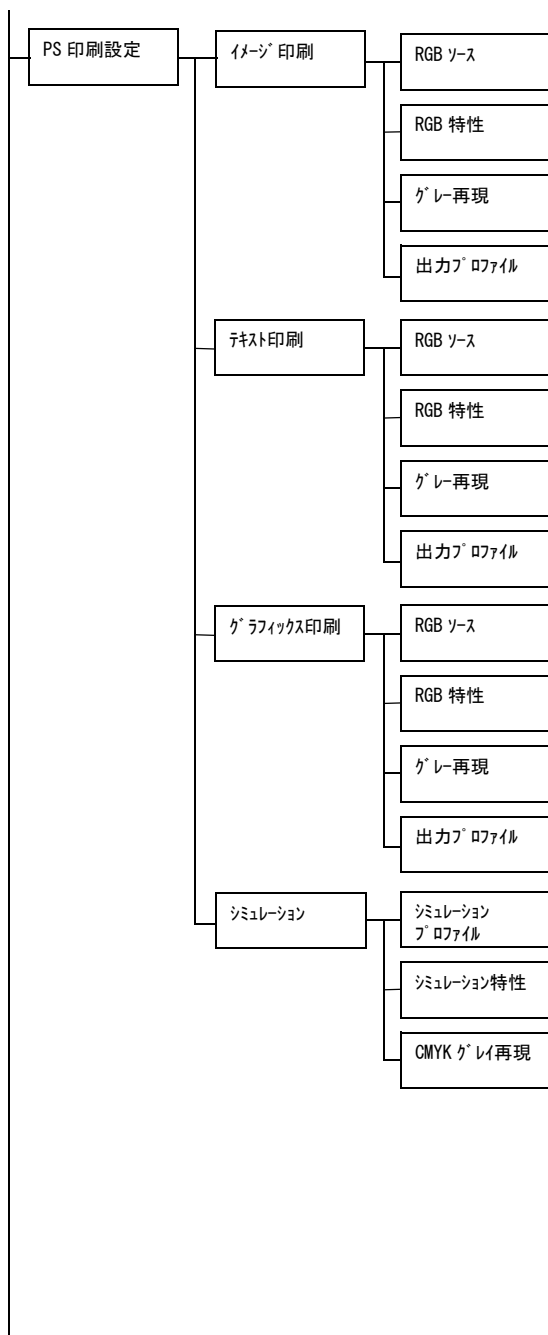 PS 印刷設定
ｲﾒｰｼﾞ印刷
RGB ｿｰｽ
RGB 特性
ｸﾞﾚｰ再現
出力ﾌﾟﾛﾌｧｲﾙ
ﾃｷｽﾄ印刷
RGB ｿｰｽ
RGB 特性
ｸﾞﾚｰ再現
出力ﾌﾟﾛﾌｧｲﾙ
ｸﾞﾗﾌｨｯｸｽ印刷
RGB ｿｰｽ
RGB 特性
ｸﾞﾚｰ再現
出力ﾌﾟﾛﾌｧｲﾙ
ｼﾐｭﾚｰｼｮﾝ
ｼﾐｭﾚｰｼｮﾝ
ﾌﾟﾛﾌｧｲﾙ
ｼﾐｭﾚｰｼｮﾝ特性
CMYK ｸﾞﾚｲ再現